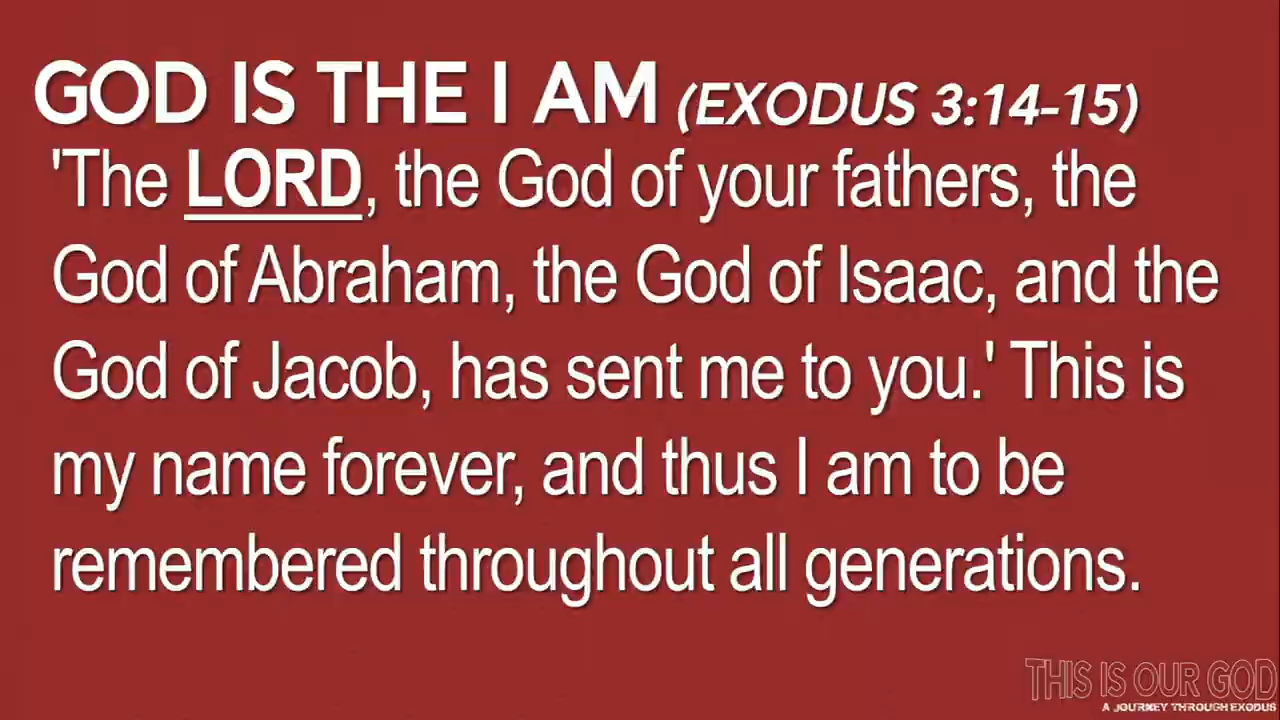 GOD IS THE I AM (EXODUS 3:14-15)
'The LORD, the God of your fathers, the
God of Abraham, the God of Isaac, and the
God of Jacob, has sent me to you.' This is
my name forever, and thus I am to be
remembered throughout all generations.
THIS IS OUR GOD
A JOURNEY THROUGH EXODUS